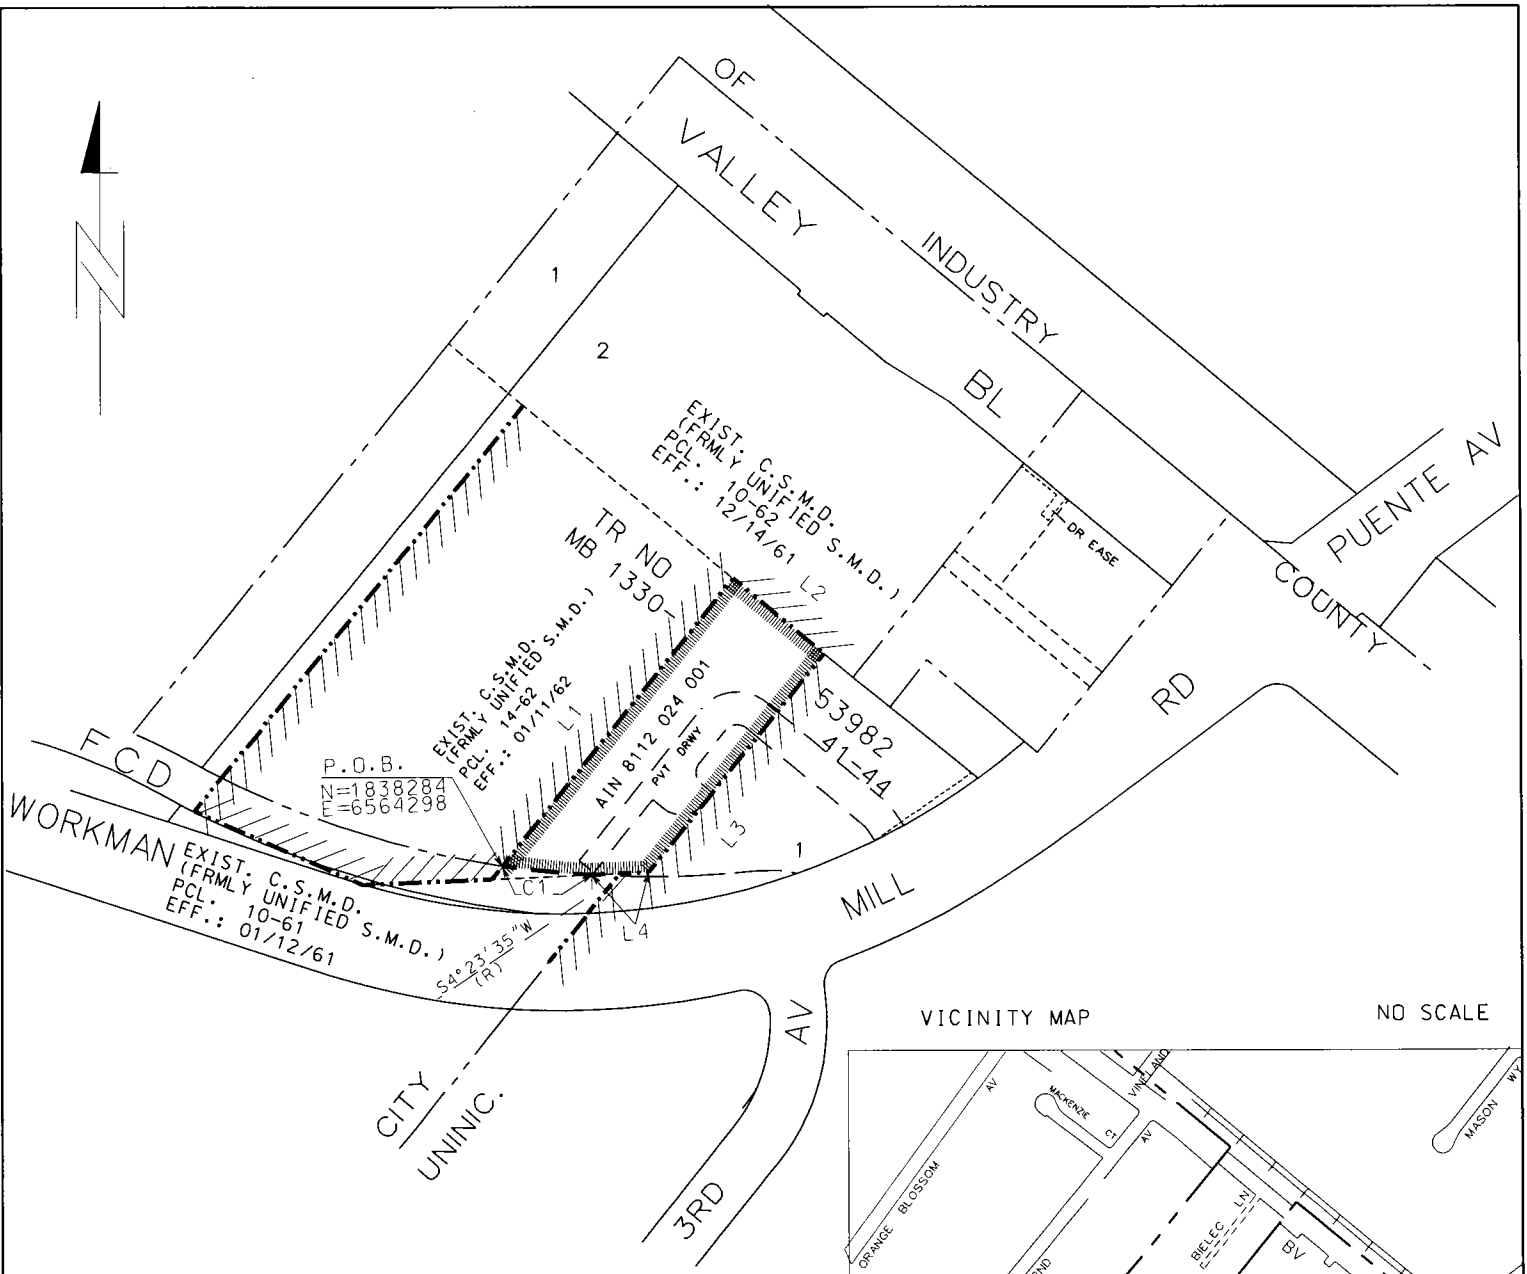 OF
VALLEY
INDUSTRY
BL
PUENTE AV
COUNTY
N
1
2
EXIST. C.S.M.D.
(FRMLY UNIFIED S.M.D.)
PCL. 10-62
EFF.: 12/14/61
DR EASE
TR NO
MB 1330-
53982
41-44
L2
EXIST. C.S.M.D.
(FRMLY UNIFIED S.M.D.)
PCL. 14-62
EFF.: 01/11/62
L1
AIN 8112 024 001
PVT DRWY
L3
RD
FCD
P.O.B.
N=1838284
E=6564298
WORKMAN
MILL
1
C1
L4
EXIST. C.S.M.D.
(FRMLY UNIFIED S.M.D.)
PCL. 10-61
EFF.: 01/12/61
S4°23'35"W
(R)
AV
CITY
UNINIC.
3RD
VICINITY MAP
NO SCALE
ORANGE BLOSSOM AV
MACKENZIE CT
VINELAND
AV
BIELEC LN
BV
MASON WY